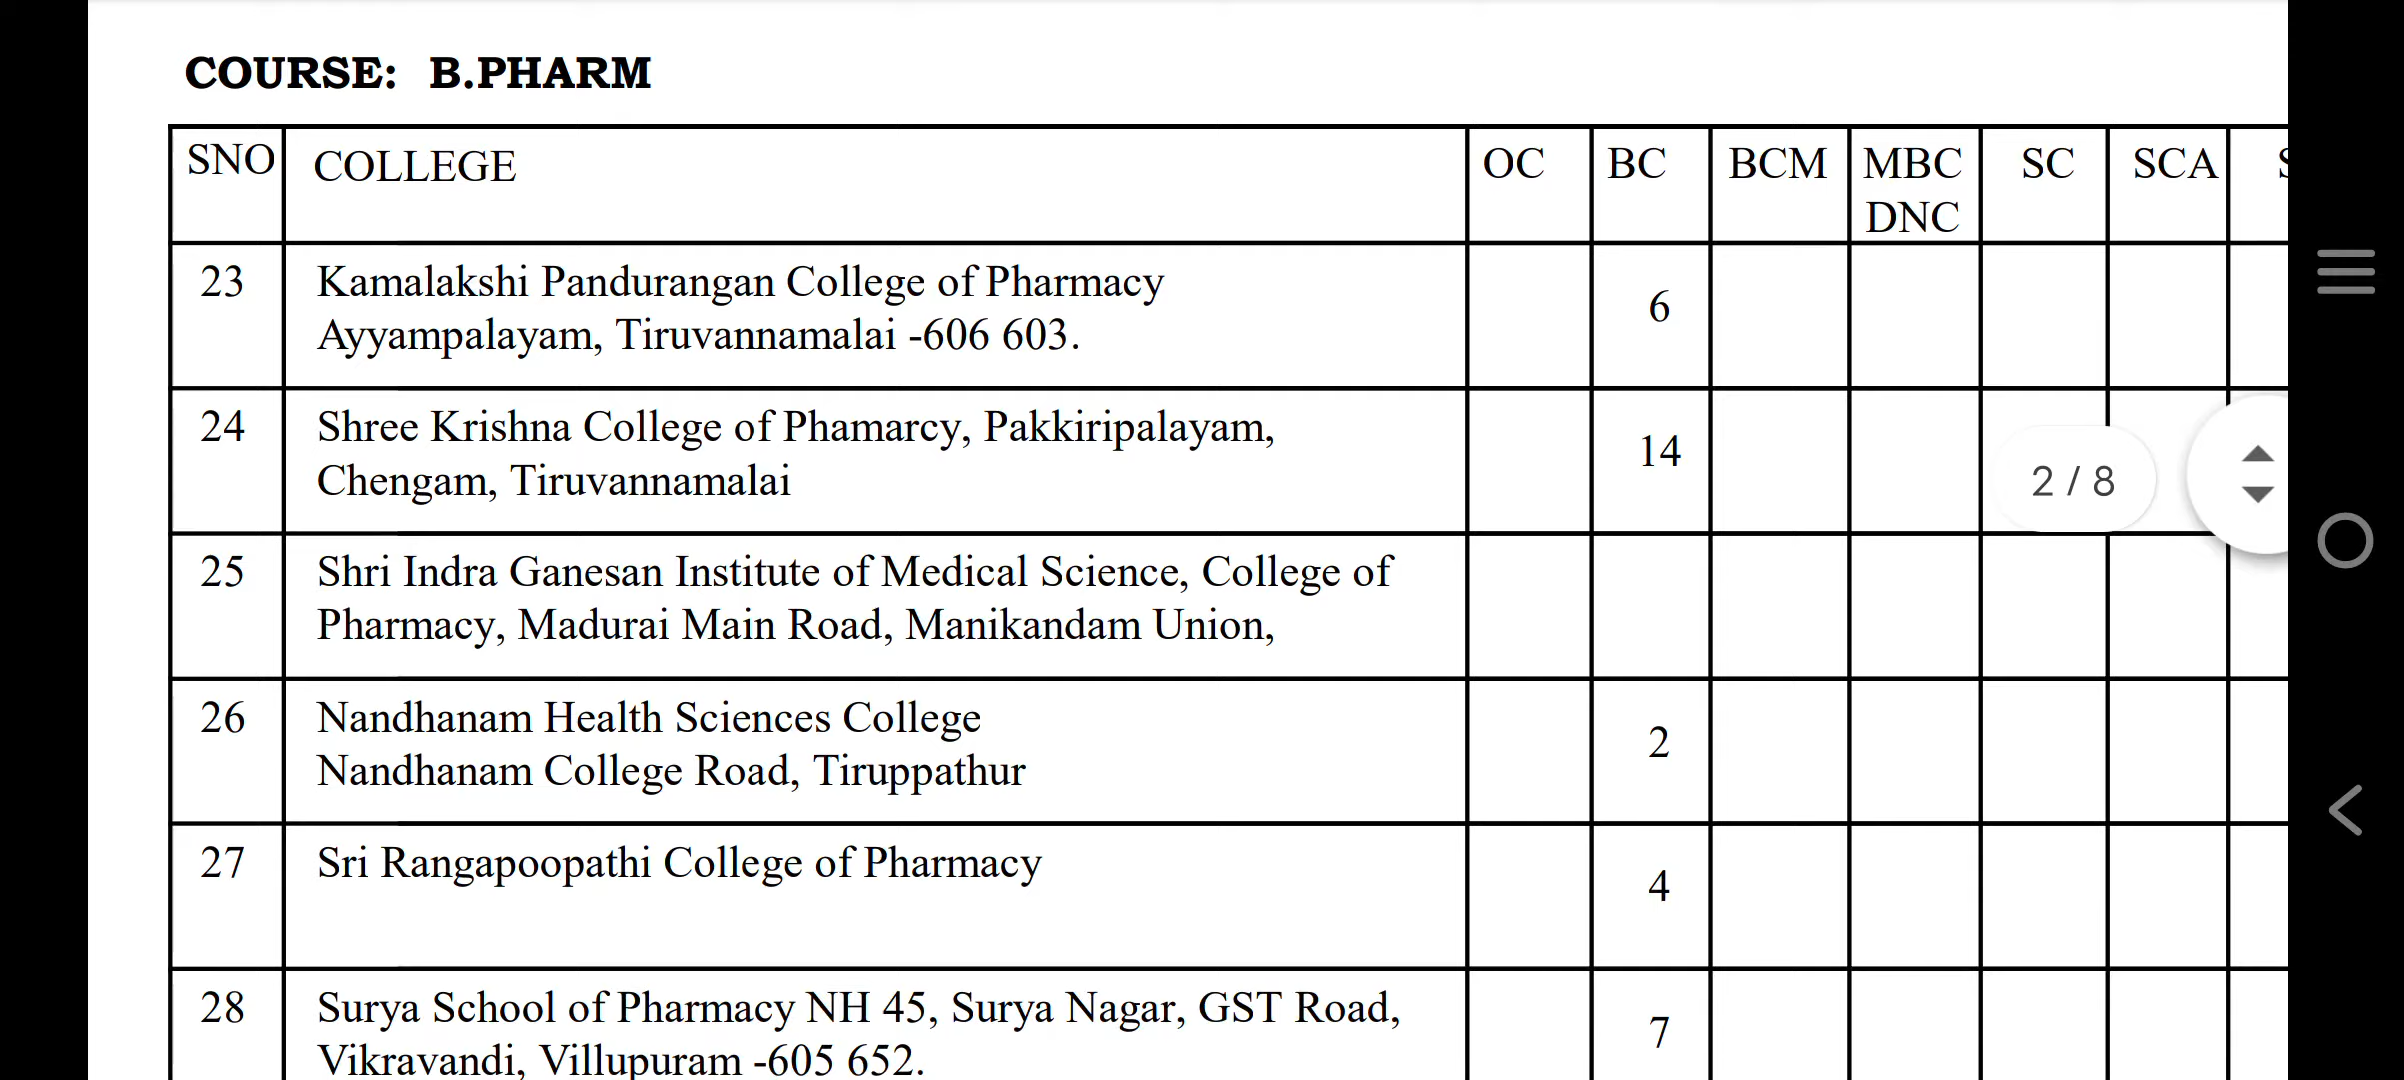 COURSE: B.PHARM
SNO COLLEGE OC BC BCM MBC DNC SC SCA
23 Kamalakshi Pandurangan College of Pharmacy
Ayyampalayam, Tiruvannamalai -606 603.
6
24 Shree Krishna College of Phamarcy, Pakkiripalayam,
Chengam, Tiruvannamalai
14
2 / 8
25 Shri Indra Ganesan Institute of Medical Science, College of
Pharmacy, Madurai Main Road, Manikandam Union,
26 Nandhanam Health Sciences College
Nandhanam College Road, Tiruppathur
2
27 Sri Rangapoopathi College of Pharmacy
4
28 Surya School of Pharmacy NH 45, Surya Nagar, GST Road,
Vikravandi, Villupuram -605 652.
7